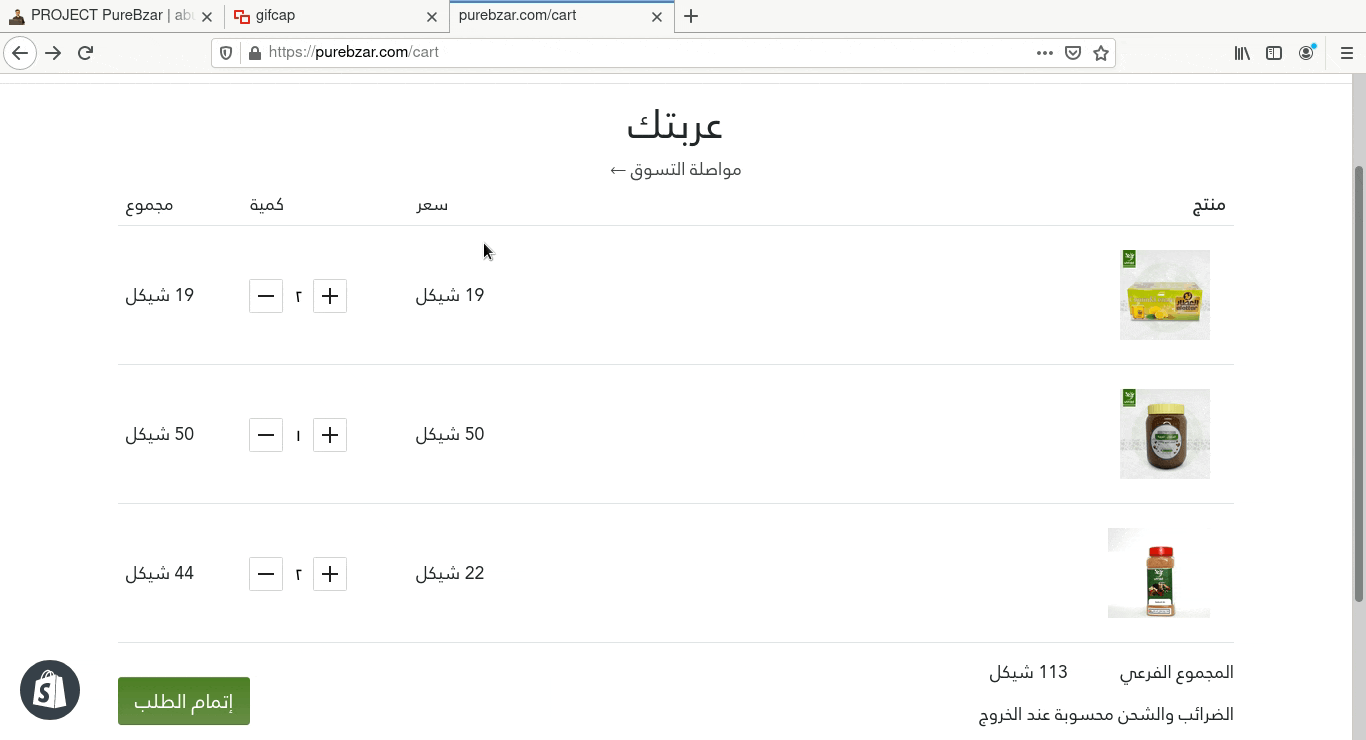 PROJECT PureBzar | abu
gifcap
purebzar.com/cart
https://purebzar.com/cart
عربتك
مواصلة التسوق ←
منتج سعر كمية مجموع
19 شيكل + ٢ − 19 شيكل
50 شيكل + ١ − 50 شيكل
22 شيكل + ٢ − 44 شيكل
المجموع الفرعي 113 شيكل
الضرائب والشحن محسوبة عند الخروج
إتمام الطلب